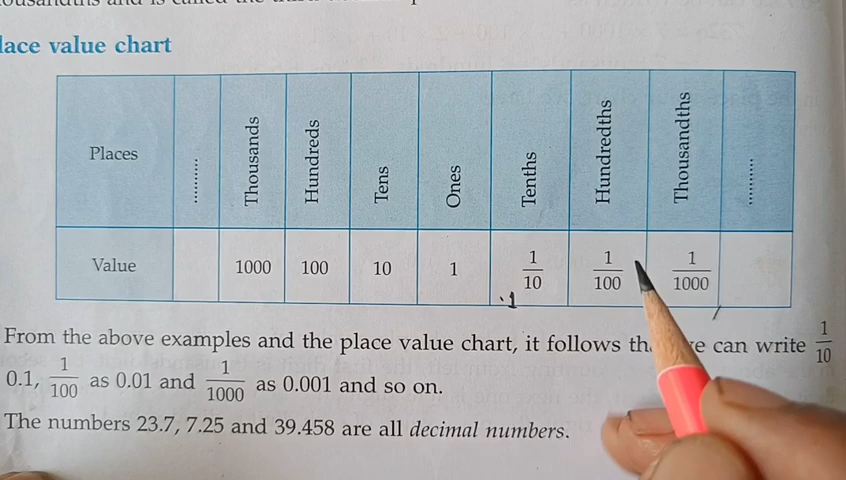 lace value chart
Places ........... Thousands Hundreds Tens Ones Tenths Hundredths Thousandths ...........
Value 1000 100 10 1 1/10 1/100 1/1000
.1
From the above examples and the place value chart, it follows th e can write 1/10
0.1, 1/100 as 0.01 and 1/1000 as 0.001 and so on.
The numbers 23.7, 7.25 and 39.458 are all decimal numbers.